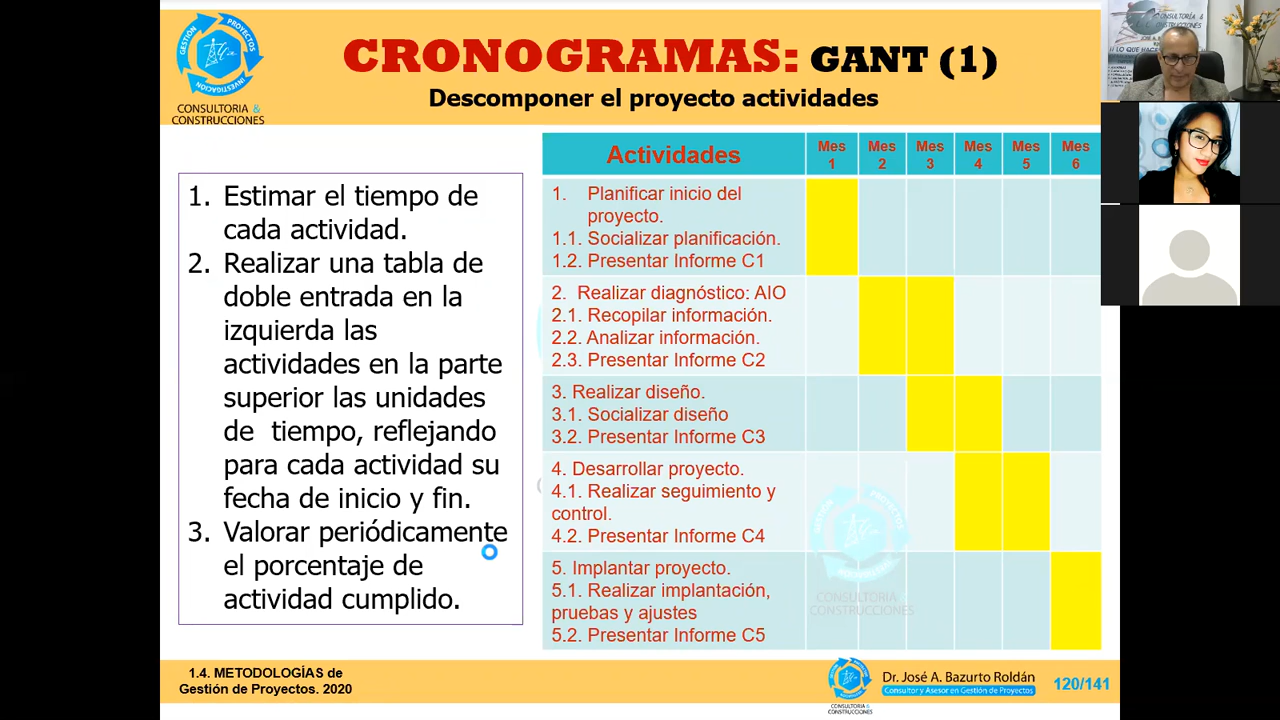 CRONOGRAMAS: GANT (1)
Descomponer el proyecto actividades
GESTIÓN
PROYECTOS
INVESTIGACIÓN
CONSULTORIA &
CONSTRUCCIONES
1. Estimar el tiempo de
cada actividad.
2. Realizar una tabla de
doble entrada en la
izquierda las
actividades en la parte
superior las unidades
de tiempo, reflejando
para cada actividad su
fecha de inicio y fin.
3. Valorar periódicamente
el porcentaje de
actividad cumplido.
Actividades
Mes 1
Mes 2
Mes 3
Mes 4
Mes 5
Mes 6
1. Planificar inicio del
proyecto.
1.1. Socializar planificación.
1.2. Presentar Informe C1
2. Realizar diagnóstico: AIO
2.1. Recopilar información.
2.2. Analizar información.
2.3. Presentar Informe C2
3. Realizar diseño.
3.1. Socializar diseño
3.2. Presentar Informe C3
4. Desarrollar proyecto.
4.1. Realizar seguimiento y
control.
4.2. Presentar Informe C4
5. Implantar proyecto.
5.1. Realizar implantación,
pruebas y ajustes
5.2. Presentar Informe C5
CONSULTORIA &
CONSTRUCCIONES
1.4. METODOLOGÍAS de
Gestión de Proyectos. 2020
CONSULTORIA &
CONSTRUCCIONES
Dr. José A. Bazurto Roldán
Consultor y Asesor en Gestión de Proyectos
120/141